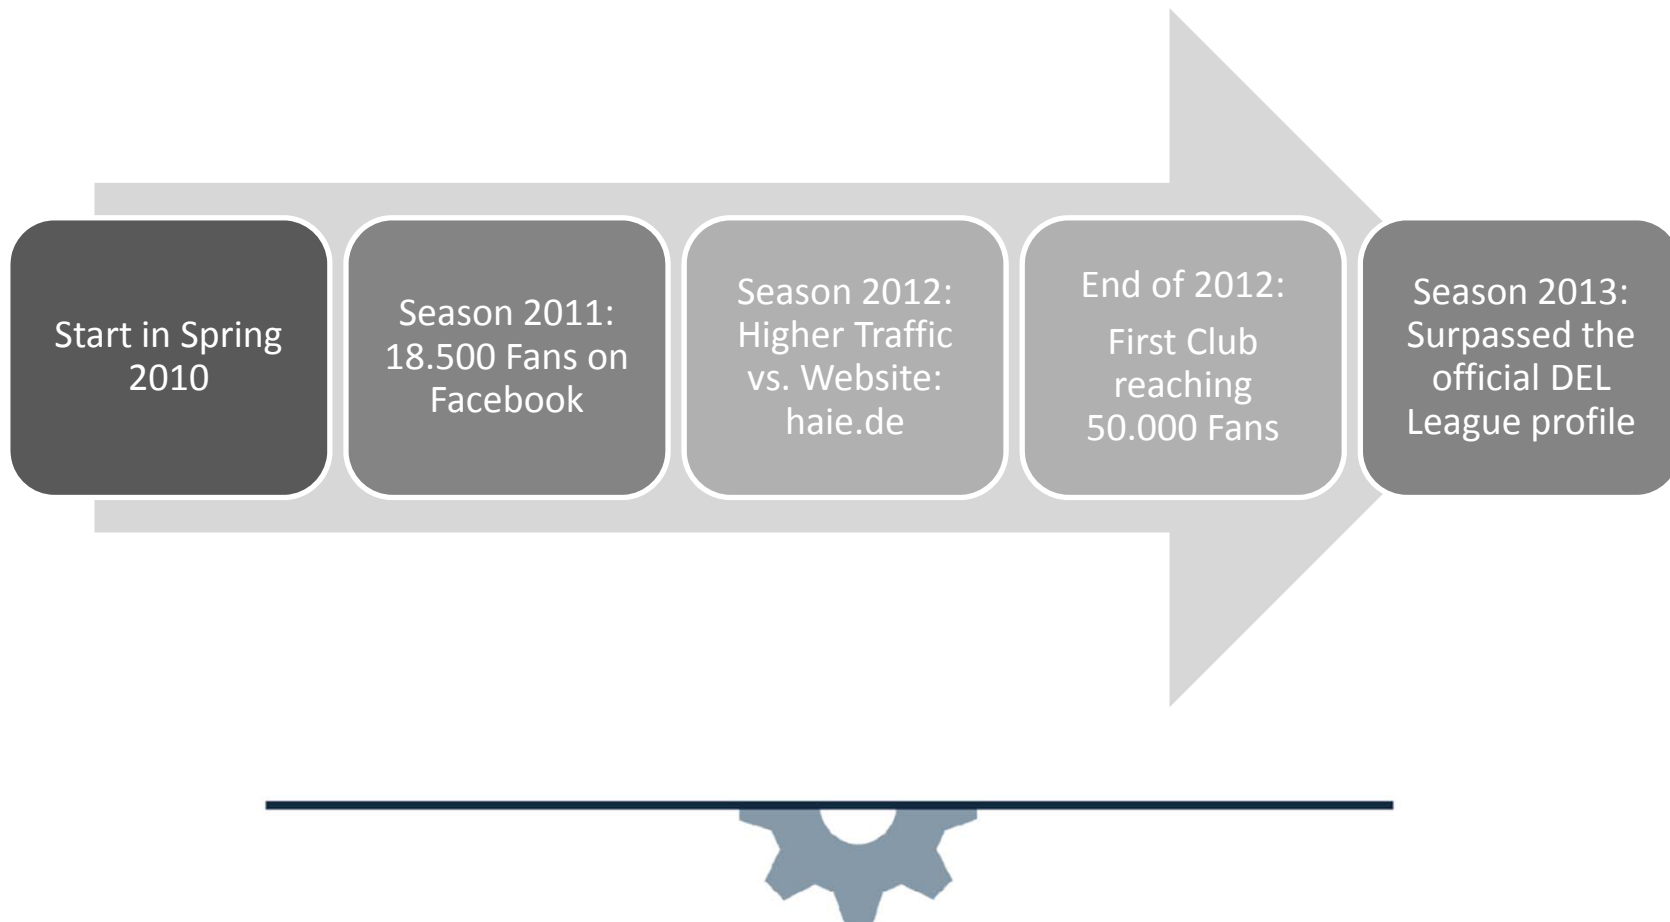 Start in Spring
2010
Season 2011:
18.500 Fans on
Facebook
Season 2012:
Higher Traffic
vs. Website:
haie.de
End of 2012:
First Club
reaching
50.000 Fans
Season 2013:
Surpassed the
official DEL
League profile